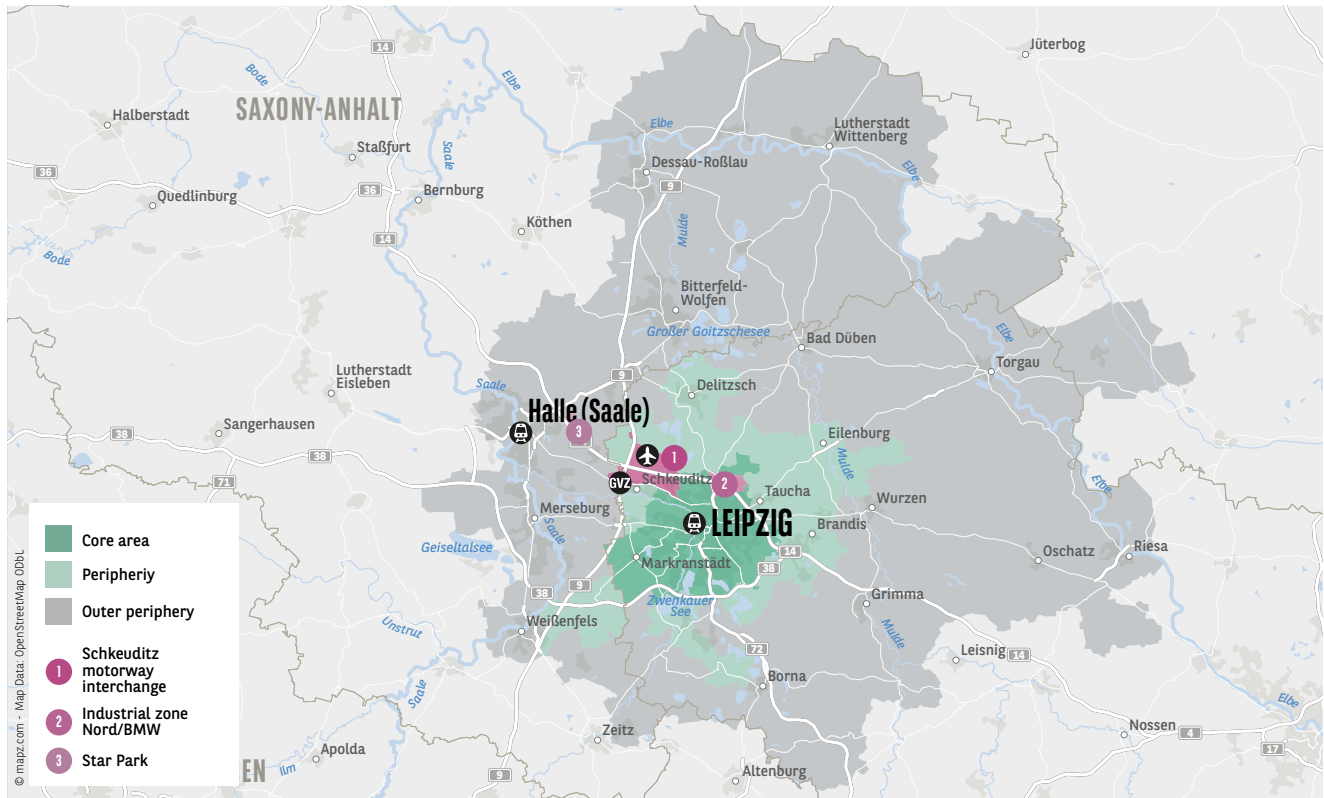 14
Jüterbog
Bode
Elbe
Halberstadt
SAXONY-ANHALT
Elbe
Lutherstadt
Wittenberg
Staßfurt
Saale
Dessau-Roßlau
Elbe
36
36
9
Quedlinburg
Bernburg
Köthen
Mulde
14
Bode
Bitterfeld-
Wolfen
Großer Goitzschesee
Bad Düben
Elbe
Torgau
Lutherstadt
Eisleben
Saale
9
Delitzsch
Halle (Saale)
Sangerhausen
38
3
Eilenburg
38
1
Mulde
71
GVZ
Schkeuditz
2
Taucha
Elbe
Wurzen
Merseburg
Saale
LEIPZIG
Brandis
Geiseltalsee
14
Oschatz
Riesa
Markranstädt
38
9
38
Zwenkauer
See
Grimma
Weißenfels
Unstrut
Mulde
72
Leisnig
14
Saale
Borna
Elbe
Zeitz
Nossen
4
17
Apolda
Ilm
EN
9
Altenburg
Core area
Peripheriy
Outer periphery
1
Schkeuditz
motorway
interchange
2
Industrial zone
Nord/BMW
3
Star Park
© mapz.com - Map Data: OpenStreetMap ODbL